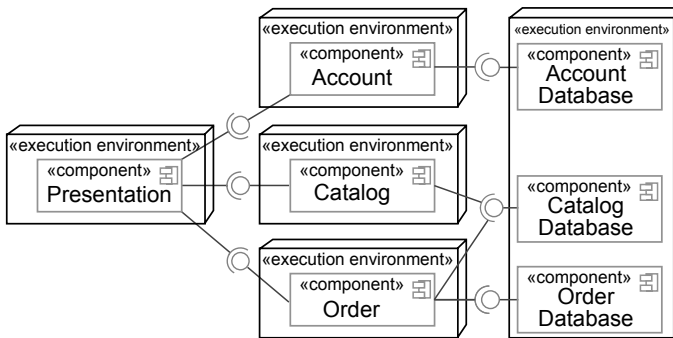 «execution environment»
«component»
Account
«execution environment»
«component»
Presentation
«execution environment»
«component»
Catalog
«execution environment»
«component»
Order
«execution environment»
«component»
Account
Database
«component»
Catalog
Database
«component»
Order
Database